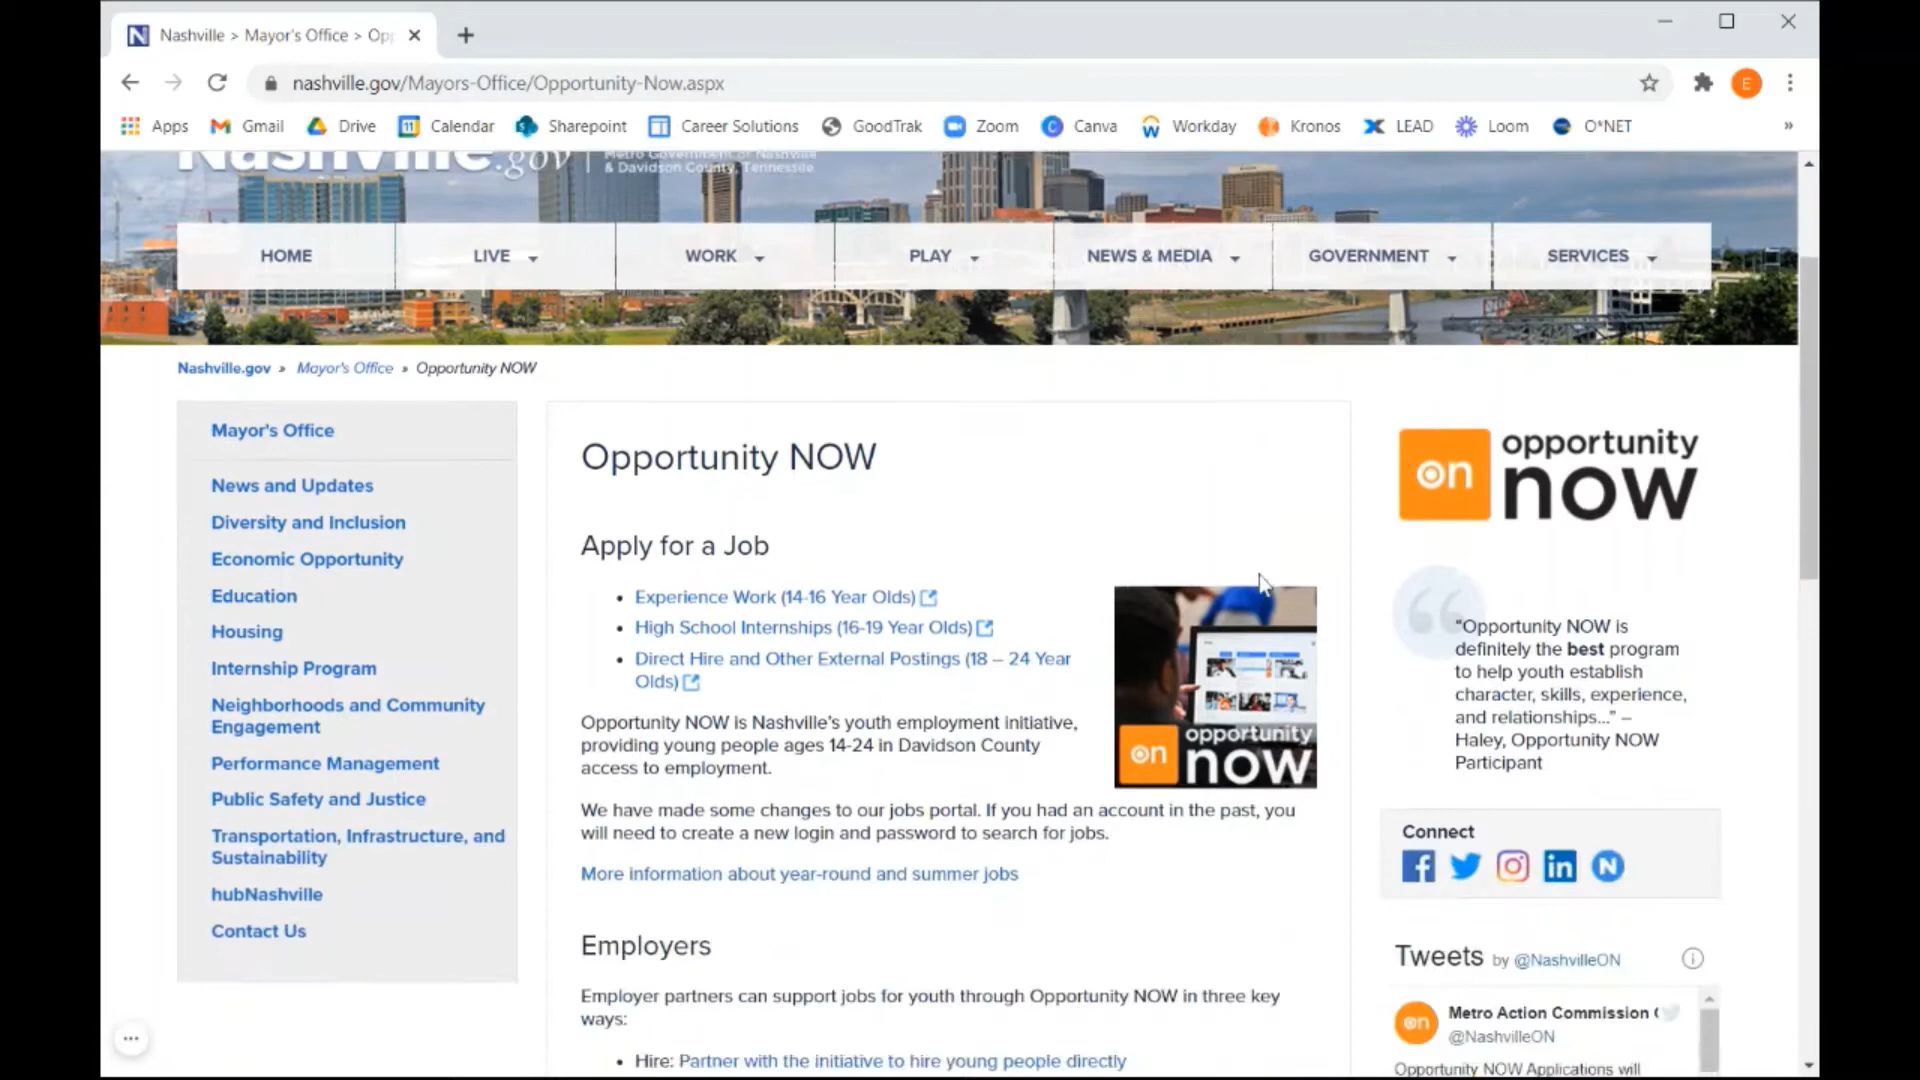 Nashville > Mayor's Office > Op
nashville.gov/Mayors-Office/Opportunity-Now.aspx
E
Apps
Gmail
Drive
11
Calendar
Sharepoint
Career Solutions
GoodTrak
Zoom
Canva
Workday
Kronos
LEAD
Loom
O*NET
»
Nashville.gov
Metro Government of Nashville
& Davidson County, Tennessee
HOME
LIVE
WORK
PLAY
NEWS & MEDIA
GOVERNMENT
SERVICES
Nashville.gov » Mayor's Office » Opportunity NOW
Mayor's Office
News and Updates
Diversity and Inclusion
Economic Opportunity
Education
Housing
Internship Program
Neighborhoods and Community
Engagement
Performance Management
Public Safety and Justice
Transportation, Infrastructure, and
Sustainability
hubNashville
Contact Us
Opportunity NOW
Apply for a Job
• Experience Work (14-16 Year Olds)
• High School Internships (16-19 Year Olds)
• Direct Hire and Other External Postings (18 – 24 Year
Olds)
on opportunity
now
Opportunity NOW is Nashville's youth employment initiative,
providing young people ages 14-24 in Davidson County
access to employment.
We have made some changes to our jobs portal. If you had an account in the past, you
will need to create a new login and password to search for jobs.
More information about year-round and summer jobs
Employers
Employer partners can support jobs for youth through Opportunity NOW in three key
ways:
• Hire: Partner with the initiative to hire young people directly
on opportunity
now
“Opportunity NOW is
definitely the best program
to help youth establish
character, skills, experience,
and relationships...” –
Haley, Opportunity NOW
Participant
Connect
Tweets by @NashvilleON
on
Metro Action Commission
@NashvilleON
Opportunity NOW Applications will